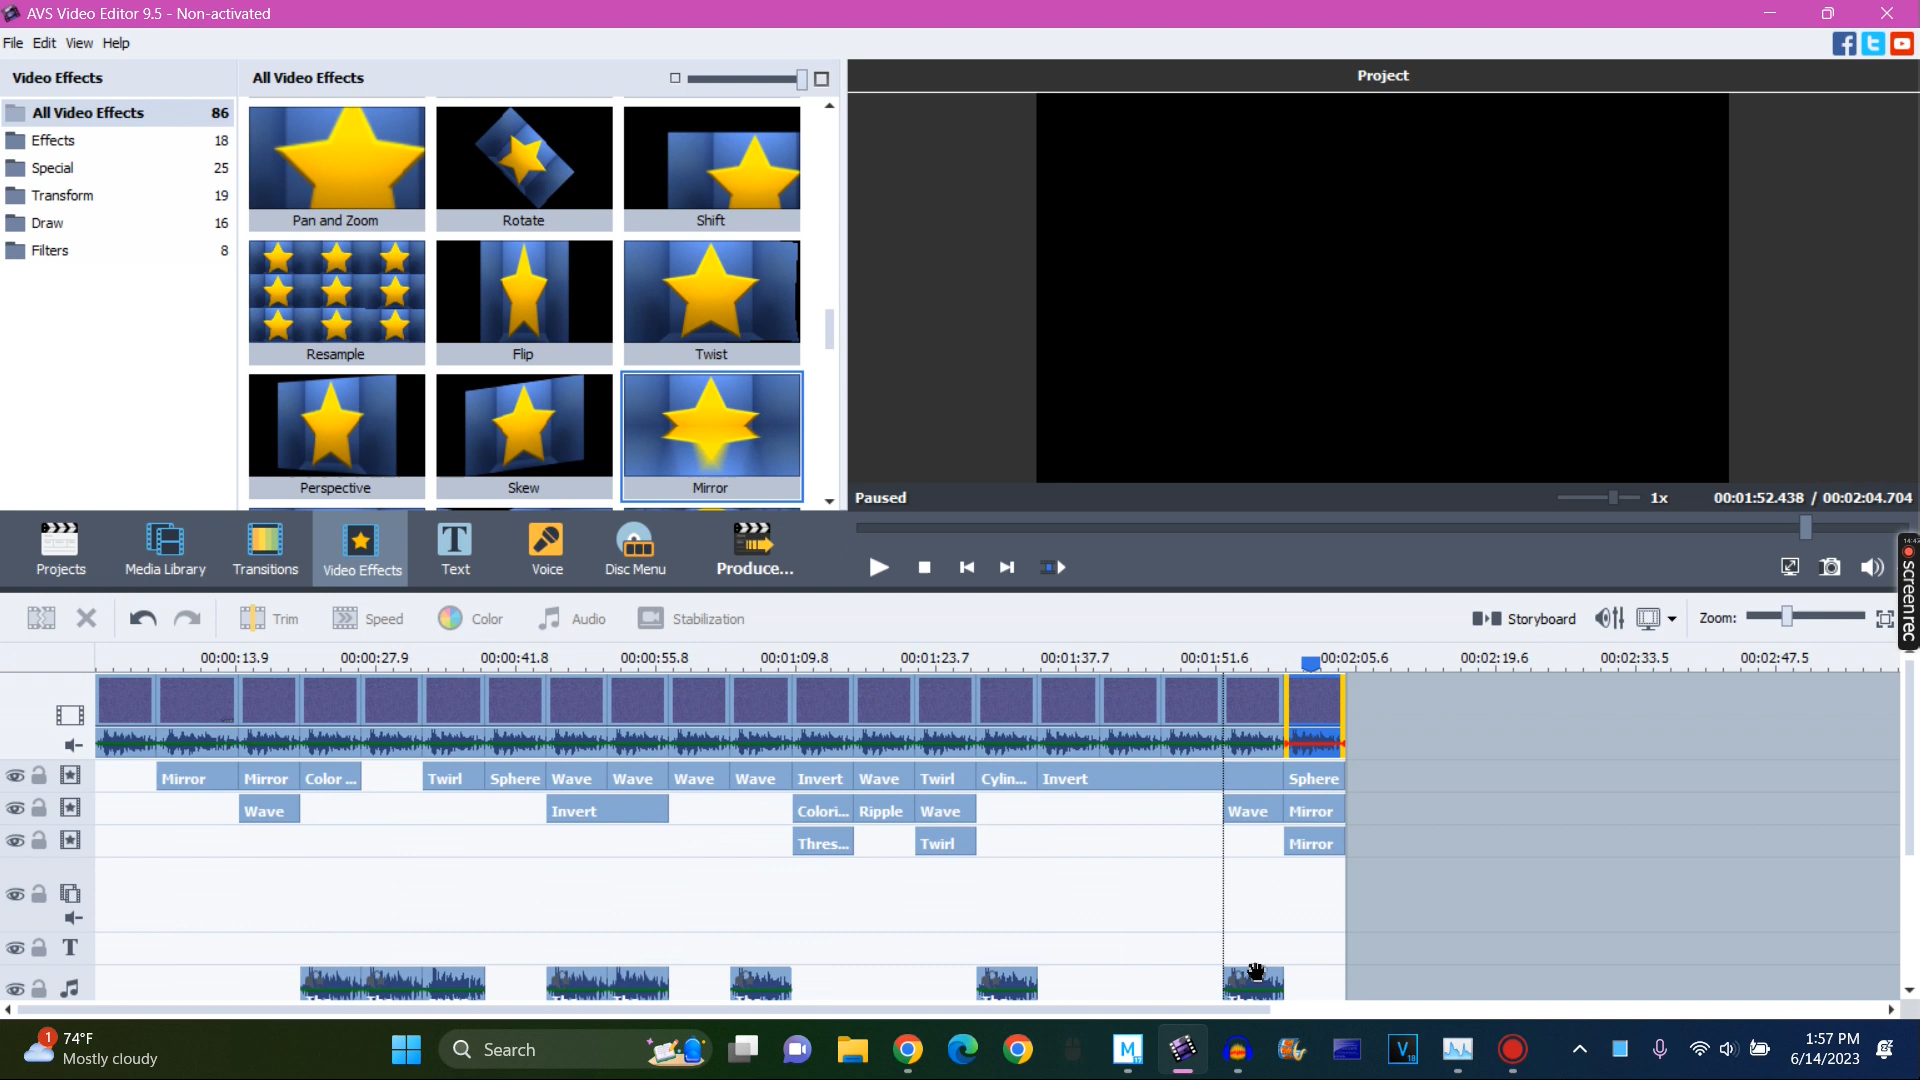 AVS Video Editor 9.5 - Non-activated
File Edit View Help
Video Effects
All Video Effects 86
Effects 18
Special 25
Transform 19
Draw 16
Filters 8
All Video Effects
Pan and Zoom Rotate Shift
Resample Flip Twist
Perspective Skew Mirror
Project
Paused 1x 00:01:52.438 / 00:02:04.704
Projects Media Library Transitions Video Effects Text Voice Disc Menu Produce...
Trim Speed Color Audio Stabilization Storyboard Zoom:
screenrec
00:00:13.9 00:00:27.9 00:00:41.8 00:00:55.8 00:01:09.8 00:01:23.7 00:01:37.7 00:01:51.6 00:02:05.6 00:02:19.6 00:02:33.5 00:02:47.5
Mirror Mirror Color ... Twirl Sphere Wave Wave Wave Wave Invert Wave Twirl Cylin... Invert Sphere
Wave Invert Colori... Ripple Wave Wave Mirror
Thres... Twirl Mirror
T
1 74°F
Mostly cloudy
Search
1:57 PM
6/14/2023